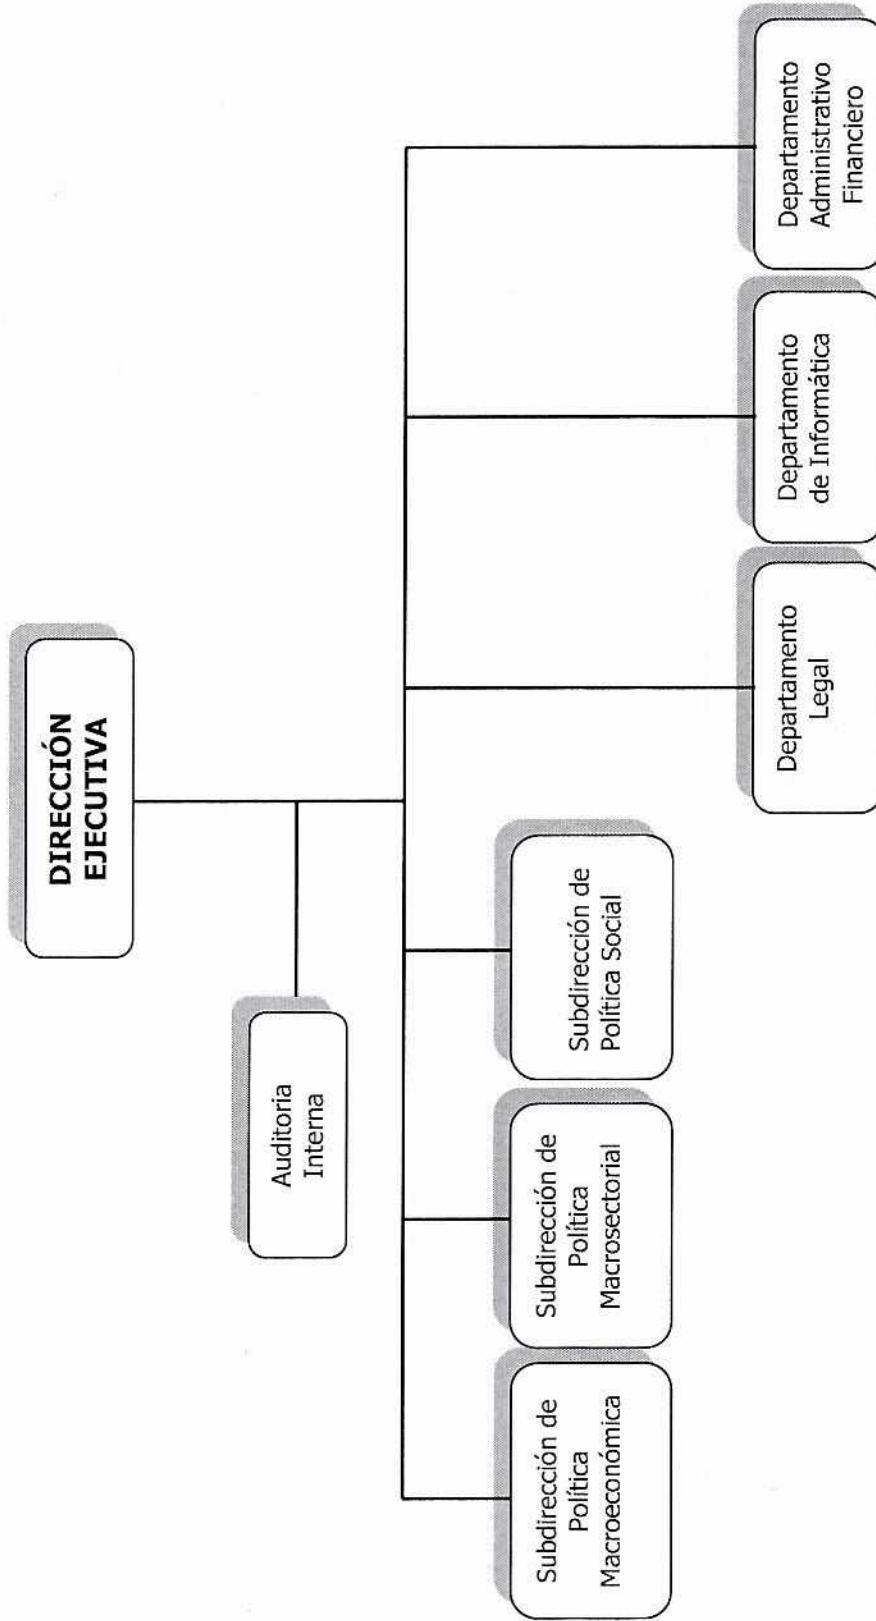 DIRECCIÓN
EJECUTIVA
Auditoria
Interna
Subdirección de
Política
Macroeconómica
Subdirección de
Política
Macrosectorial
Subdirección de
Política Social
Departamento
Legal
Departamento
de Informática
Departamento
Administrativo
Financiero